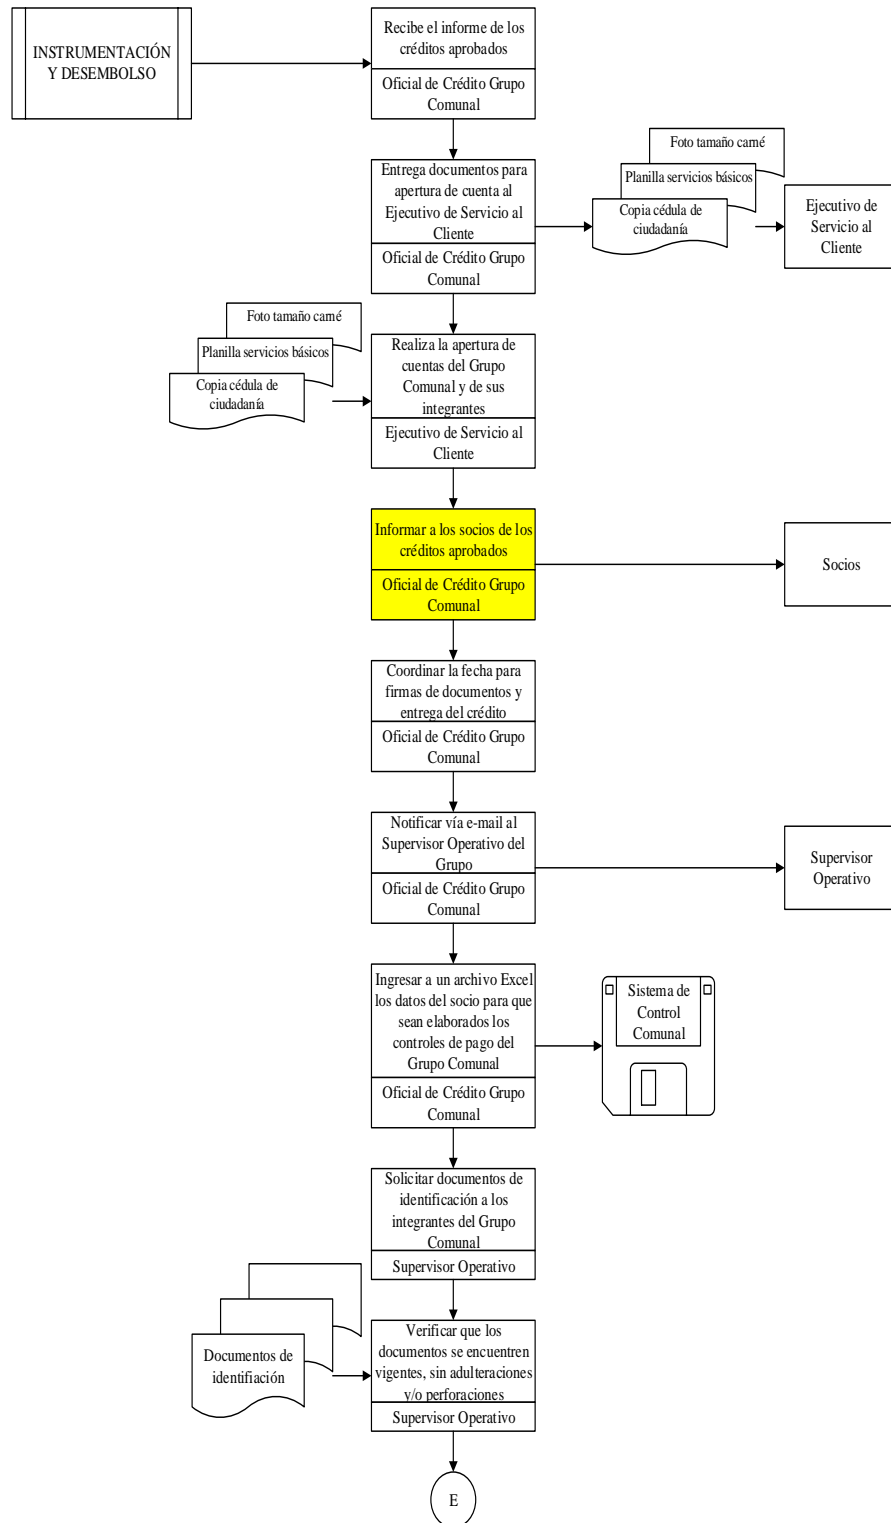 INSTRUMENTACIÓN
Y DESEMBOLSO
Recibe el informe de los
créditos aprobados
Oficial de Crédito Grupo
Comunal
Entrega documentos para
apertura de cuenta al
Ejecutivo de Servicio al
Cliente
Oficial de Crédito Grupo
Comunal
Foto tamaño carné
Planilla servicios básicos
Copia cédula de
ciudadanía
Ejecutivo de
Servicio al
Cliente
Foto tamaño carné
Planilla servicios básicos
Copia cédula de
ciudadanía
Realiza la apertura de
cuentas del Grupo
Comunal y de sus
integrantes
Ejecutivo de Servicio al
Cliente
Informar a los socios de los
créditos aprobados
Oficial de Crédito Grupo
Comunal
Socios
Coordinar la fecha para
firmas de documentos y
entrega del crédito
Oficial de Crédito Grupo
Comunal
Notificar vía e-mail al
Supervisor Operativo del
Grupo
Oficial de Crédito Grupo
Comunal
Supervisor
Operativo
Ingresar a un archivo Excel
los datos del socio para que
sean elaborados los
controles de pago del
Grupo Comunal
Oficial de Crédito Grupo
Comunal
Sistema de
Control
Comunal
Solicitar documentos de
identificación a los
integrantes del Grupo
Comunal
Supervisor Operativo
Documentos de
identifiación
Verificar que los
documentos se encuentren
vigentes, sin adulteraciones
y/o perforaciones
Supervisor Operativo
E